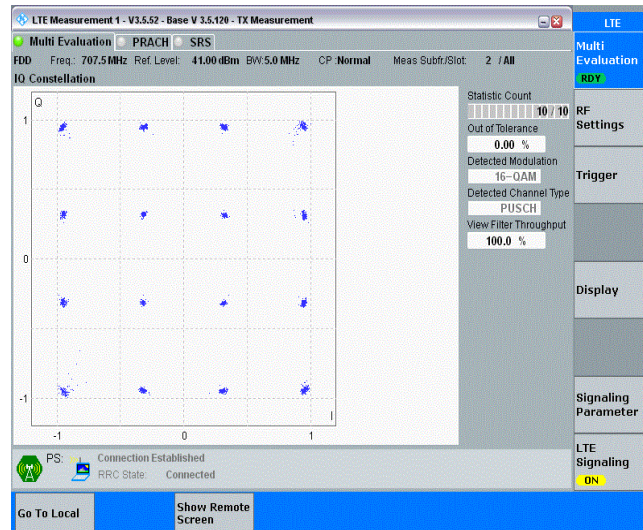 LTE Measurement 1 - V3.5.52 - Base V 3.5.120 - TX Measurement
LTE
Multi Evaluation PRACH SRS
FDD Freq.: 707.5 MHz Ref. Level: 41.00 dBm BW:5.0 MHz CP :Normal Meas Subfr./Slot: 2 / All
IQ Constellation
Q
1
0
-1
-1 0 1
I
Statistic Count
10 / 10
Out of Tolerance
0.00 %
Detected Modulation
16-QAM
Detected Channel Type
PUSCH
View Filter Throughput
100.0 %
Multi
Evaluation
RDY
RF
Settings
Trigger
Display
Signaling
Parameter
LTE
Signaling
ON
PS: Connection Established
RRC State: Connected
Go To Local
Show Remote
Screen